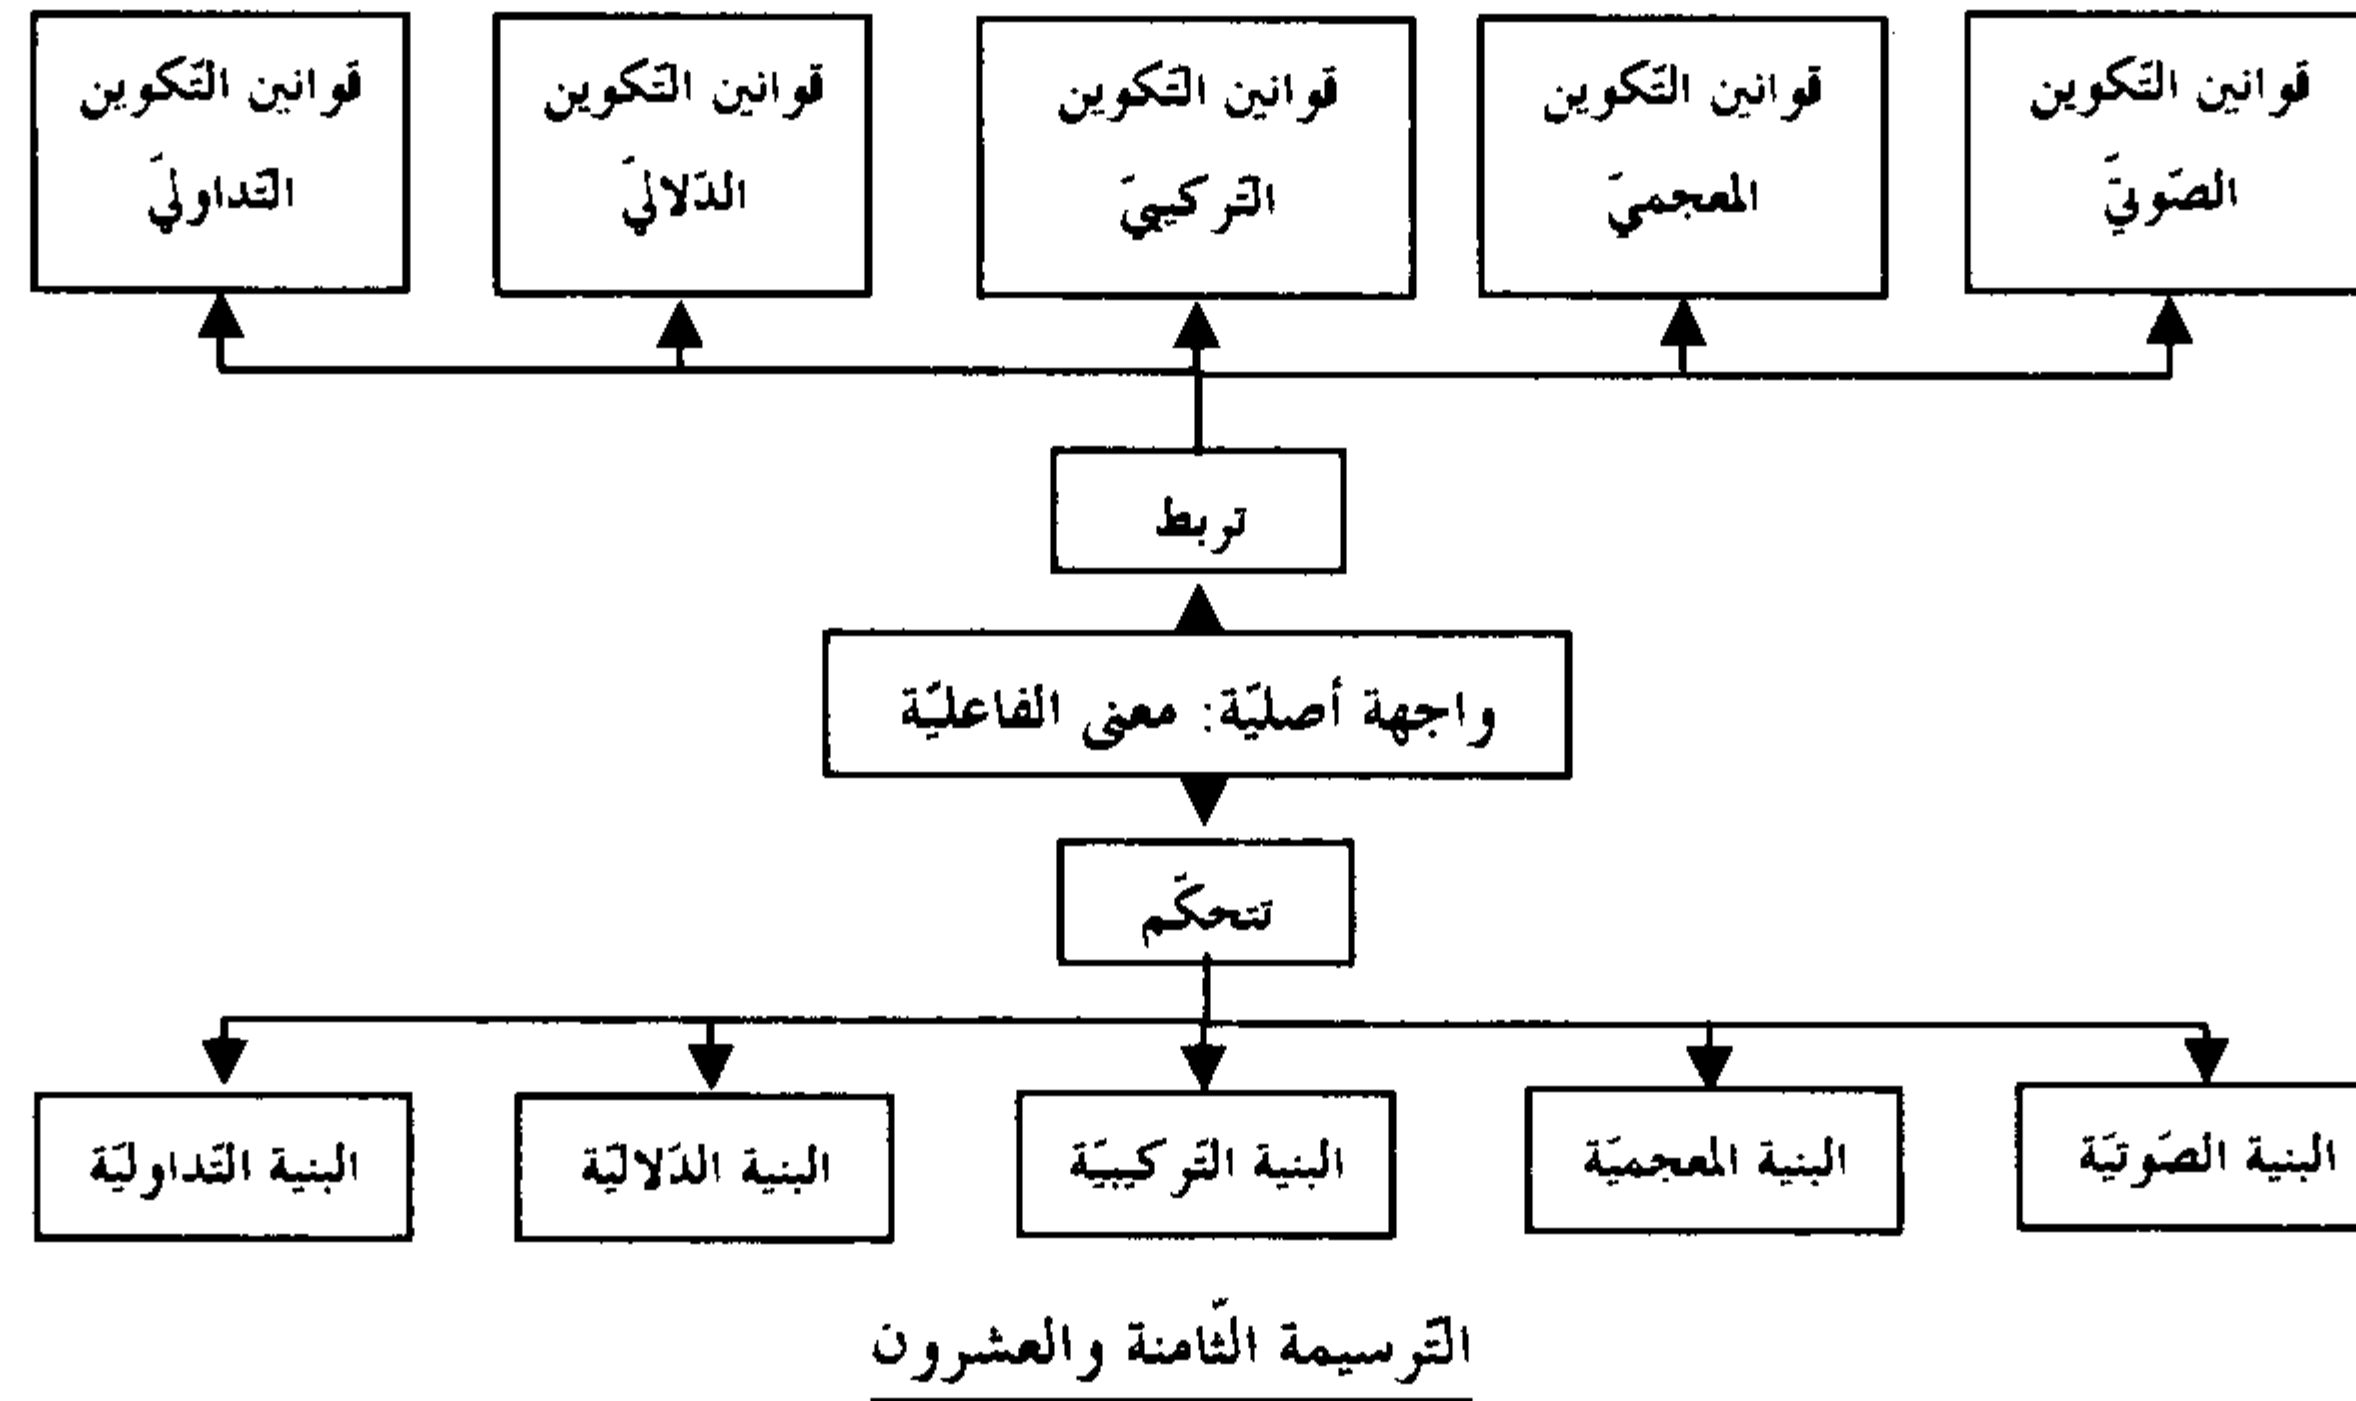 قوانين التّكوين
الصّوتيّ
قوانين التّكوين
المعجميّ
قوانين التّكوين
التّركيبيّ
قوانين التّكوين
الدّلاليّ
قوانين التّكوين
التّداوليّ
تربط
واجهة أصليّة: معنى الفاعليّة
تتحكّم
البنية الصّوتيّة
البنية المعجميّة
البنية التّركيبيّة
البنية الدّلاليّة
البنية التّداوليّة
التّرسيمة الثّامنة والعشرون